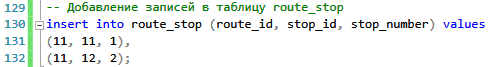 129 -- Добавление записей в таблицу route_stop
130 insert into route_stop (route_id, stop_id, stop_number) values
131 (11, 11, 1),
132 (11, 12, 2);